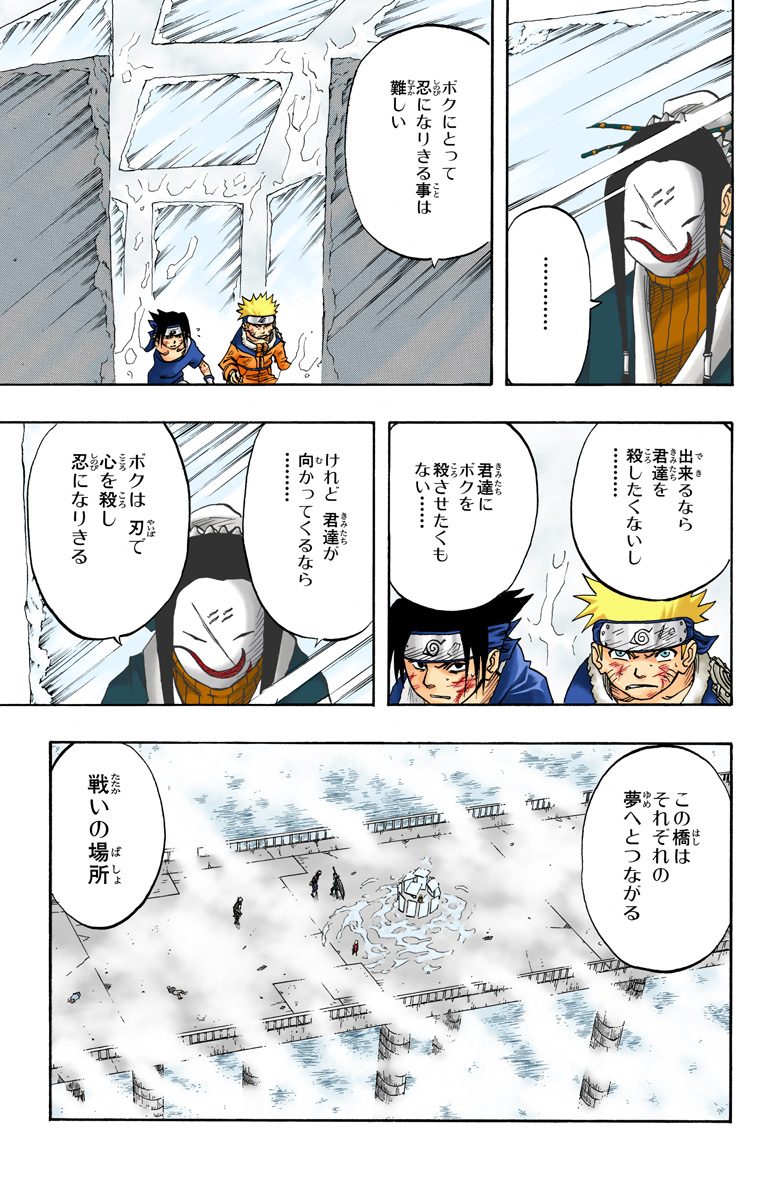 ………
ボクにとって
忍になりきる事は
難しい
出来るなら
君達を
殺したくないし
………
君達に
ボクを
殺させたくも
ない……
けれど 君達が
向かってくるなら
………
ボクは 刃で
心を殺し
忍になりきる
この橋は
それぞれの
夢へとつながる
戦いの場所